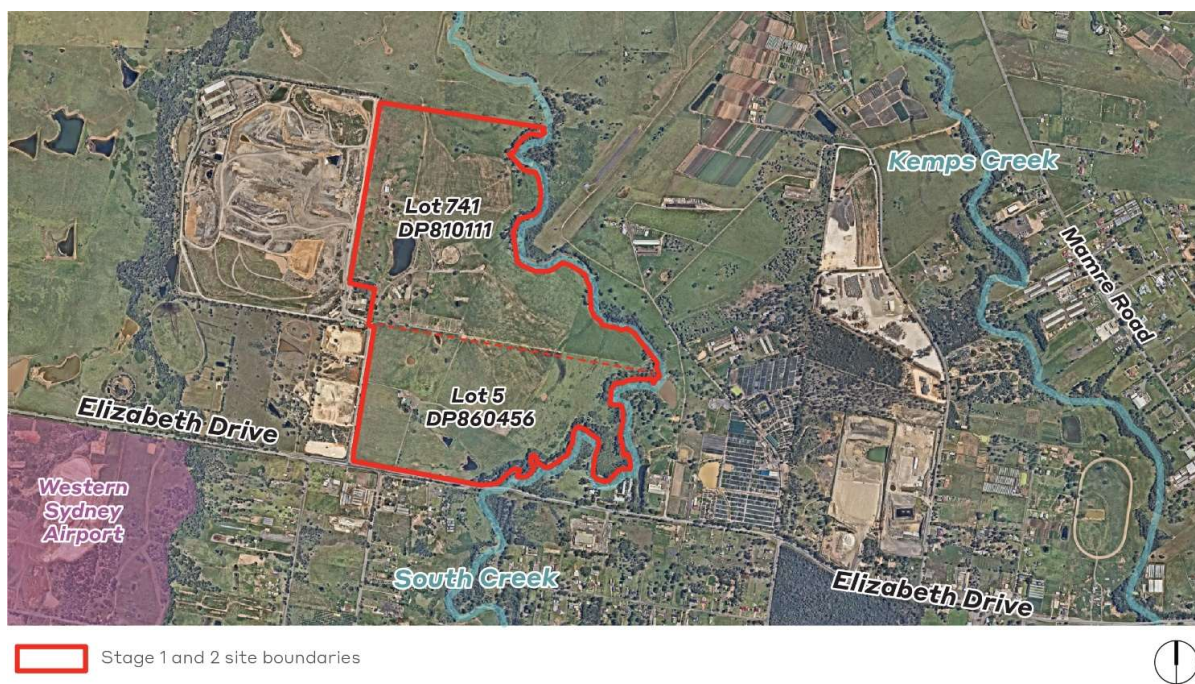 Kemps Creek
Mamre Road
Lot 741
DP810111
Lot 5
DP860456
Elizabeth Drive
Western
Sydney
Airport
South Creek
Elizabeth Drive
Stage 1 and 2 site boundaries